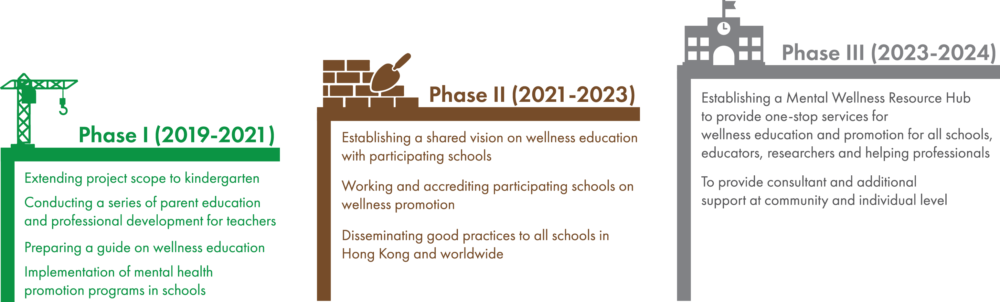 Phase I (2019-2021)
Extending project scope to kindergarten
Conducting a series of parent education
and professional development for teachers
Preparing a guide on wellness education
Implementation of mental health
promotion programs in schools
Phase II (2021-2023)
Establishing a shared vision on wellness education
with participating schools
Working and accrediting participating schools on
wellness promotion
Disseminating good practices to all schools in
Hong Kong and worldwide
Phase III (2023-2024)
Establishing a Mental Wellness Resource Hub
to provide one-stop services for
wellness education and promotion for all schools,
educators, researchers and helping professionals
To provide consultant and additional
support at community and individual level